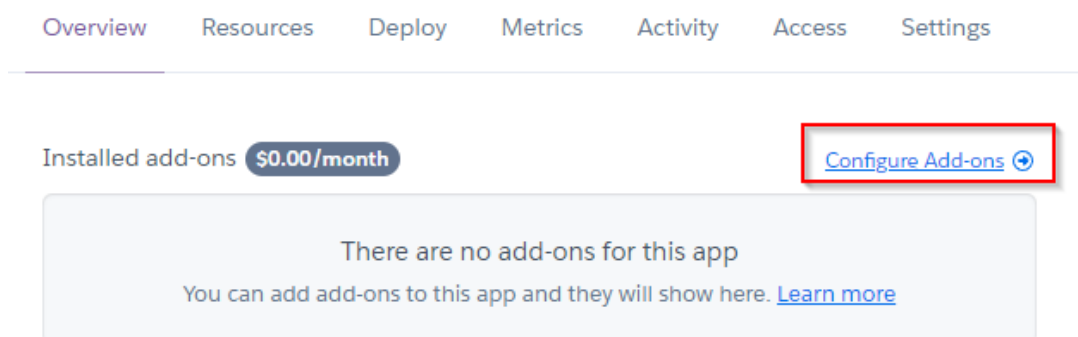 Overview Resources Deploy Metrics Activity Access Settings
Installed add-ons $0.00/month Configure Add-ons
There are no add-ons for this app
You can add add-ons to this app and they will show here. Learn more